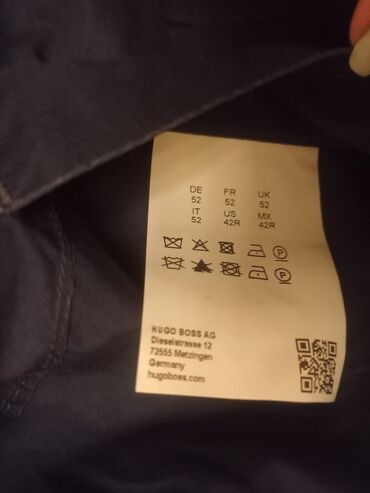 DE FR UK
52 52 52
IT US MX
52 42R 42R
P
P
HUGO BOSS AG
Dieselstrasse 12
72555 Metzingen
Germany
hugoboss.com